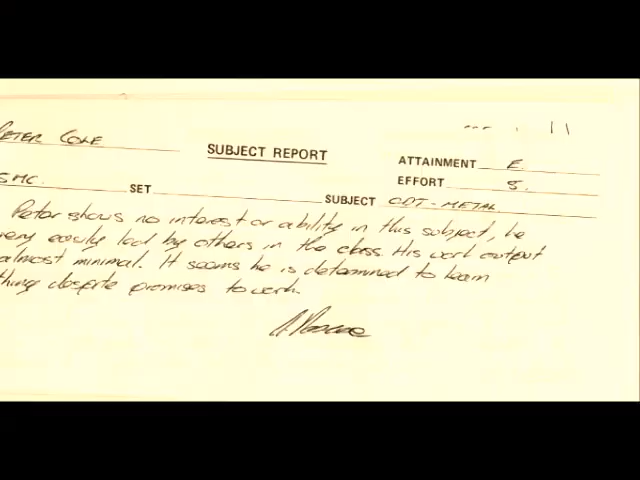 PETER COLE
SUBJECT REPORT
ATTAINMENT E.
EFFORT 5.
5MC. SET SUBJECT CDT-METAL
Peter shows no interest or ability in this subject, he
very easily led by others in the class. His work output
almost minimal. It seems he is determined to learn
thing despite promises to work.